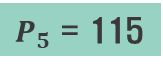 P₅ = 115